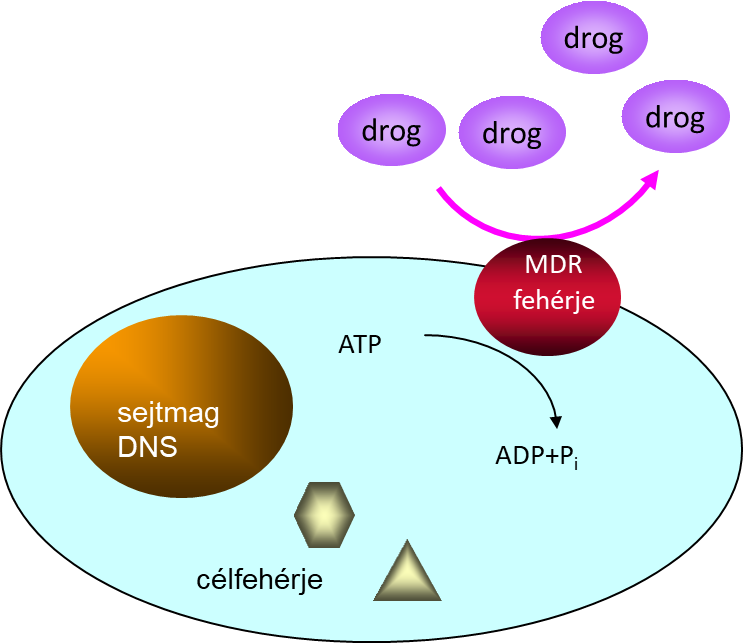 drog
drog
drog
drog
MDR
fehérje
ATP
sejtmag
DNS
ADP+Pi
célfehérje